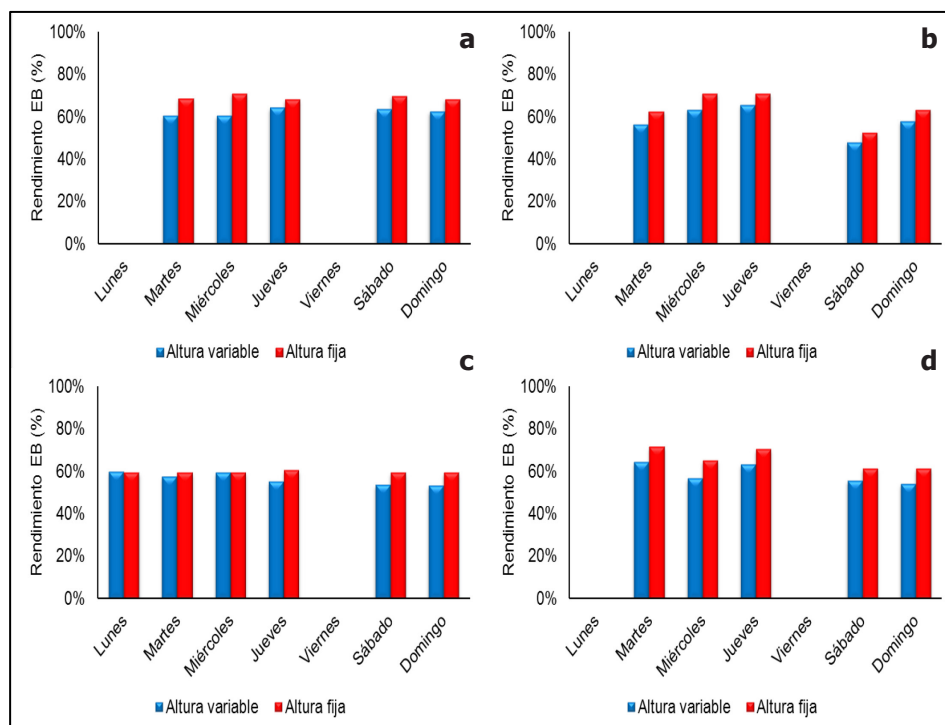 a
Rendimiento EB (%)
100%
80%
60%
40%
20%
0%
Lunes
Martes
Miércoles
Jueves
Viernes
Sábado
Domingo
Altura variable Altura fija
b
Rendimiento EB (%)
100%
80%
60%
40%
20%
0%
Lunes
Martes
Miércoles
Jueves
Viernes
Sábado
Domingo
Altura variable Altura fija
c
Rendimiento EB (%)
100%
80%
60%
40%
20%
0%
Lunes
Martes
Miércoles
Jueves
Viernes
Sábado
Domingo
Altura variable Altura fija
d
Rendimiento EB (%)
100%
80%
60%
40%
20%
0%
Lunes
Martes
Miércoles
Jueves
Viernes
Sábado
Domingo
Altura variable Altura fija